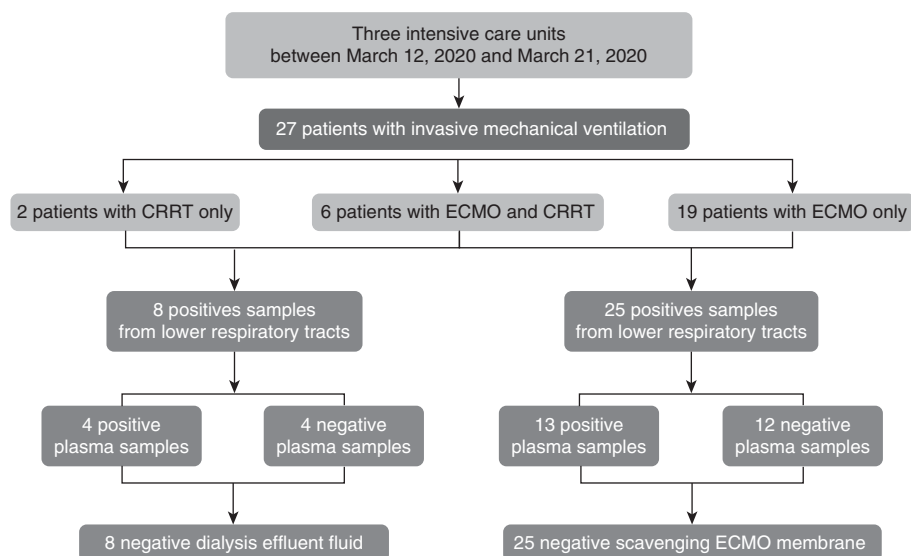 Three intensive care units
between March 12, 2020 and March 21, 2020
27 patients with invasive mechanical ventilation
2 patients with CRRT only
6 patients with ECMO and CRRT
19 patients with ECMO only
8 positives samples
from lower respiratory tracts
25 positives samples
from lower respiratory tracts
4 positive
plasma samples
4 negative
plasma samples
13 positive
plasma samples
12 negative
plasma samples
8 negative dialysis effluent fluid
25 negative scavenging ECMO membrane